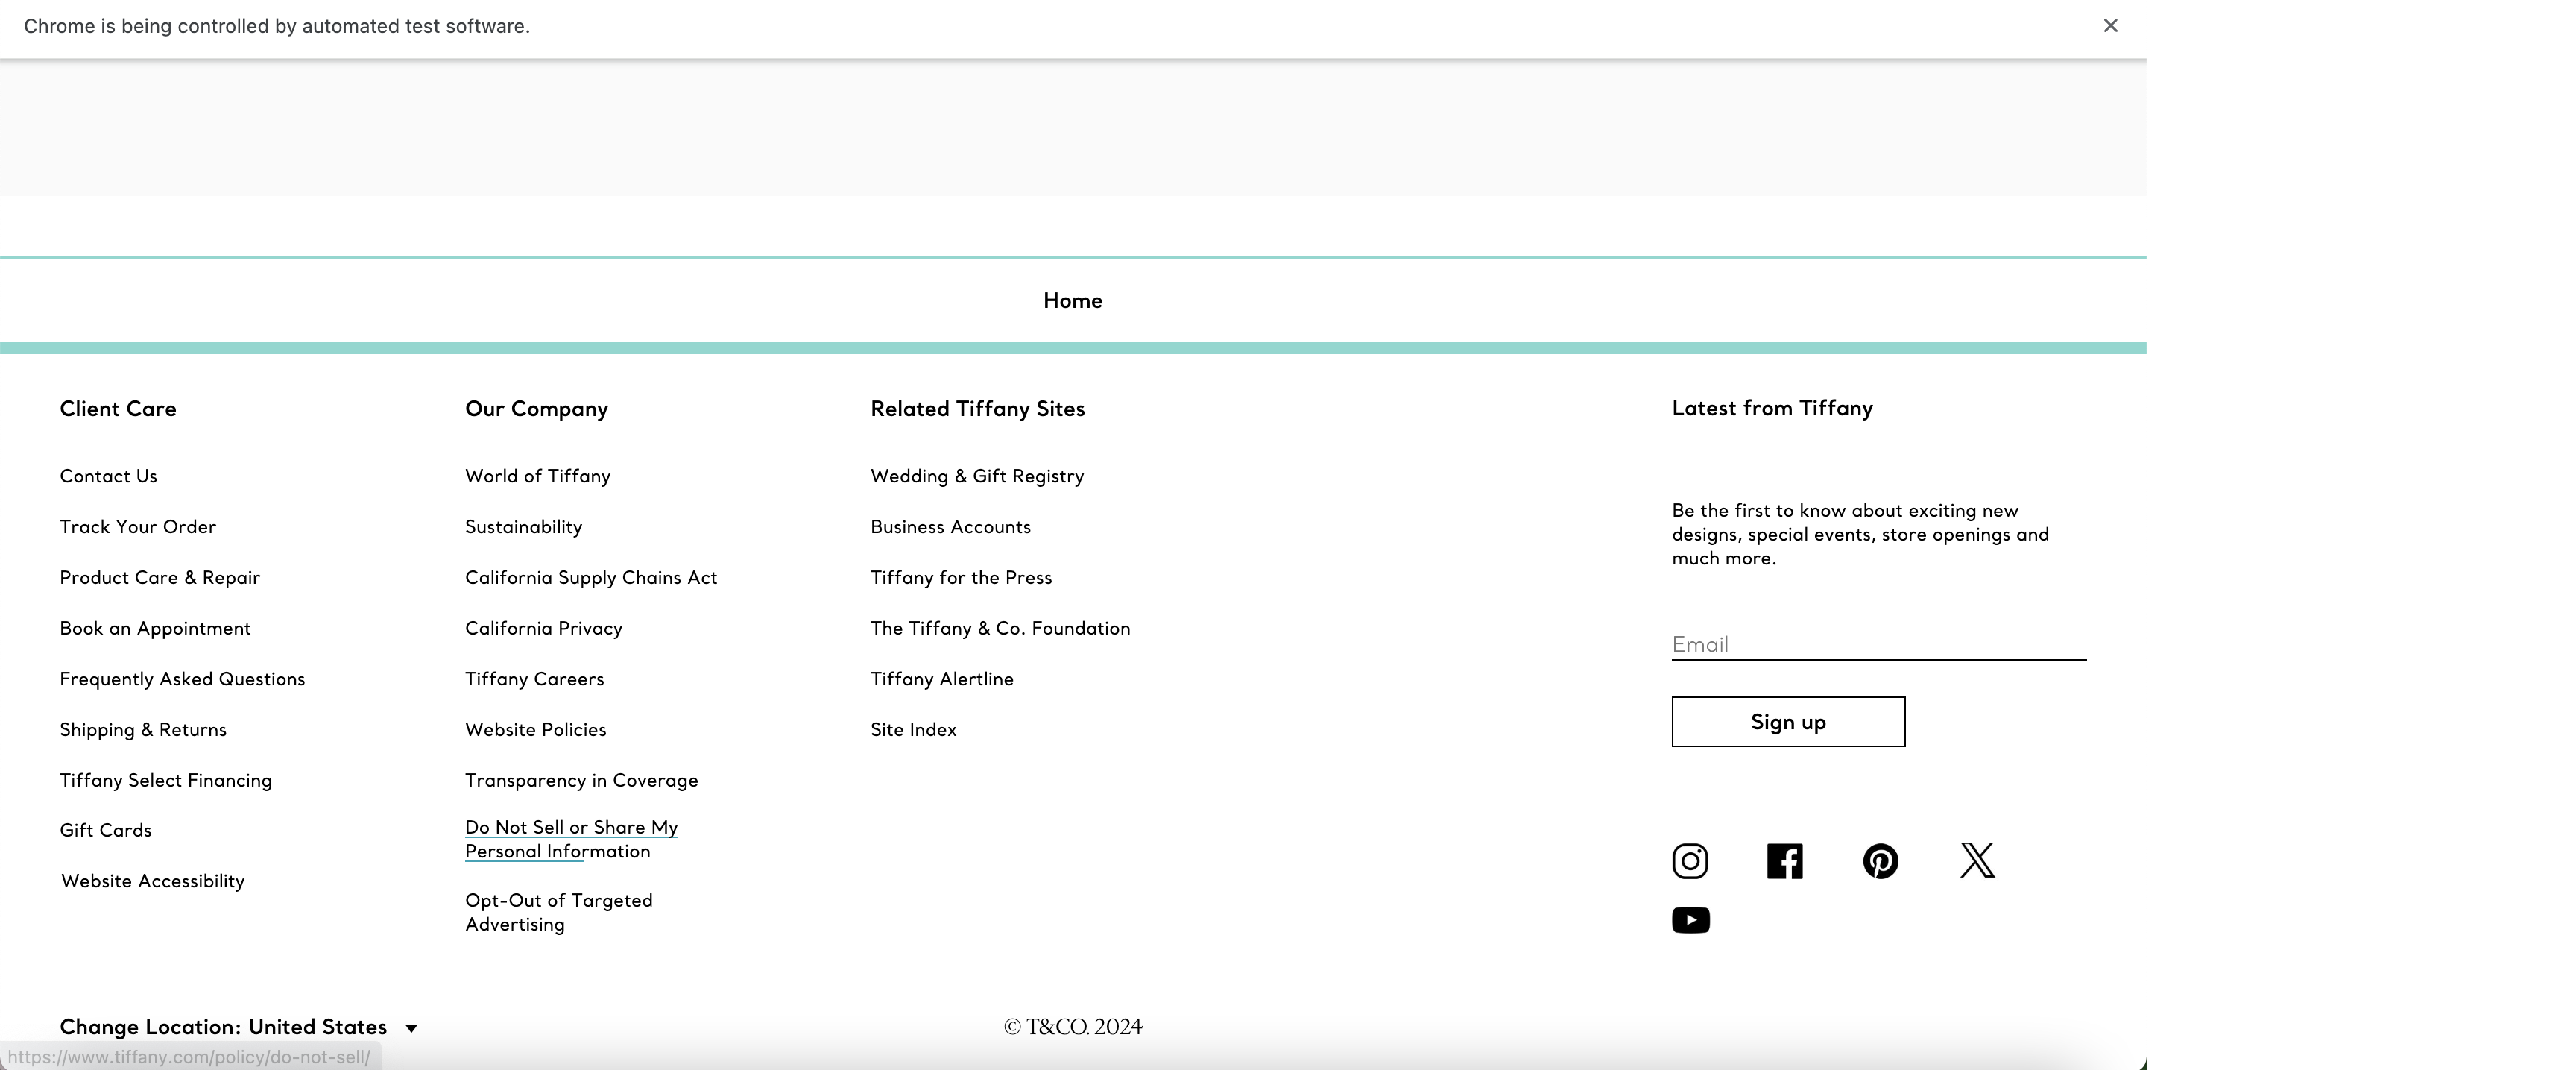 Chrome is being controlled by automated test software.
Home
Client Care
Contact Us
Track Your Order
Product Care & Repair
Book an Appointment
Frequently Asked Questions
Shipping & Returns
Tiffany Select Financing
Gift Cards
Website Accessibility
Our Company
World of Tiffany
Sustainability
California Supply Chains Act
California Privacy
Tiffany Careers
Website Policies
Transparency in Coverage
Do Not Sell or Share My
Personal Information
Opt-Out of Targeted
Advertising
Related Tiffany Sites
Wedding & Gift Registry
Business Accounts
Tiffany for the Press
The Tiffany & Co. Foundation
Tiffany Alertline
Site Index
Latest from Tiffany
Be the first to know about exciting new
designs, special events, store openings and
much more.
Email
Sign up
Change Location: United States
© T&CO. 2024
https://www.tiffany.com/policy/do-not-sell/